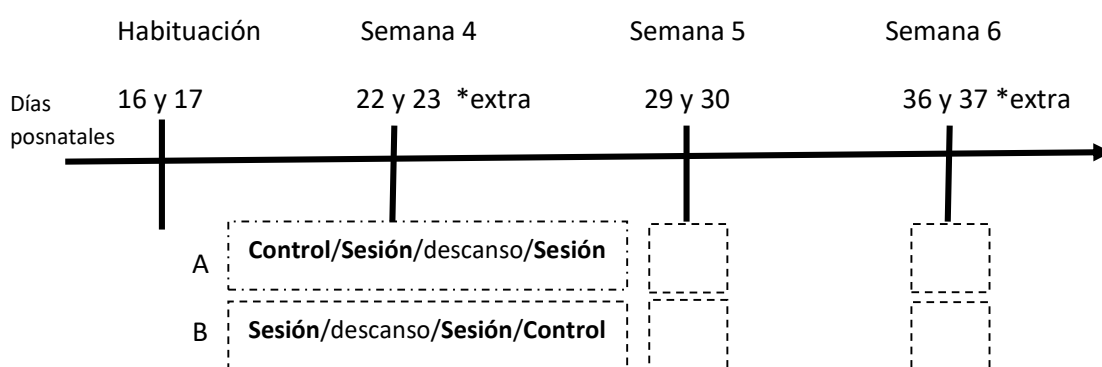 Habituación Semana 4 Semana 5 Semana 6
Días posnatales 16 y 17 22 y 23 *extra 29 y 30 36 y 37 *extra
A Control/Sesión/descanso/Sesión
B Sesión/descanso/Sesión/Control